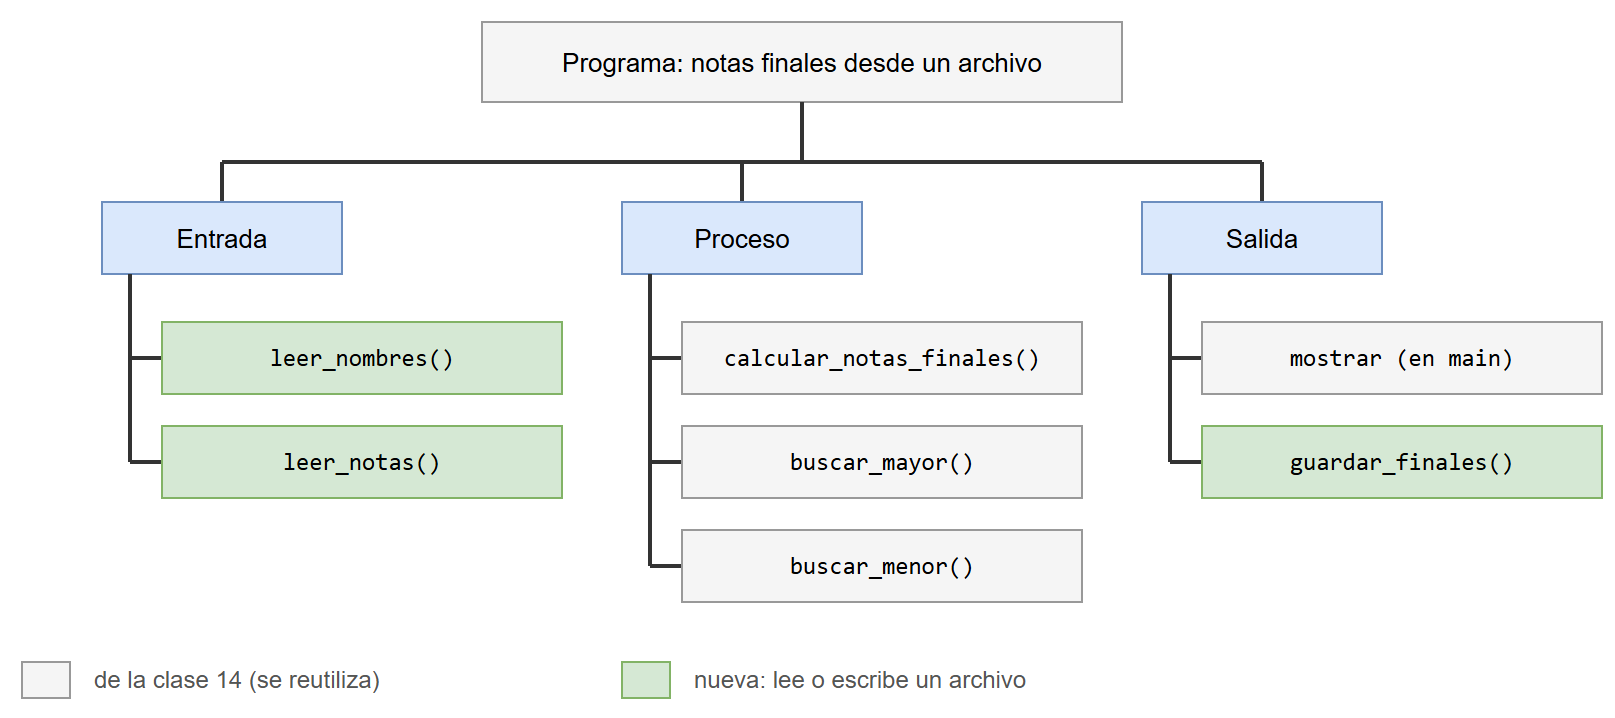 Programa: notas finales desde un archivo
Entrada
Proceso
Salida
leer_nombres()
calcular_notas_finales()
mostrar (en main)
leer_notas()
buscar_mayor()
guardar_finales()
buscar_menor()
de la clase 14 (se reutiliza)
nueva: lee o escribe un archivo